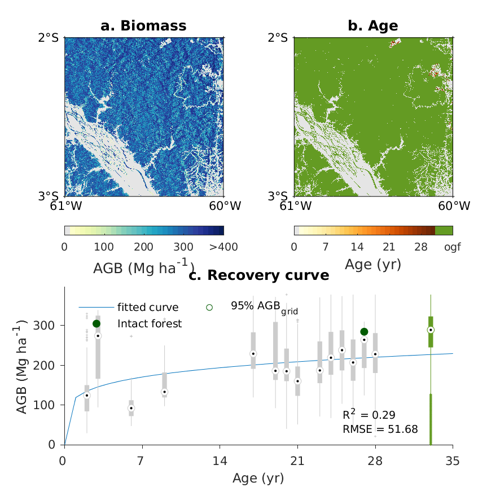 a. Biomass
b. Age
2°S
3°S
61°W
60°W
2°S
3°S
61°W
60°W
0 100 200 300 >400
AGB (Mg ha⁻¹)
0 7 14 21 28 ogf
Age (yr)
c. Recovery curve
fitted curve
95% AGB_grid
Intact forest
R² = 0.29
RMSE = 51.68
300
200
100
0
AGB (Mg ha⁻¹)
0 7 14 21 28 35
Age (yr)